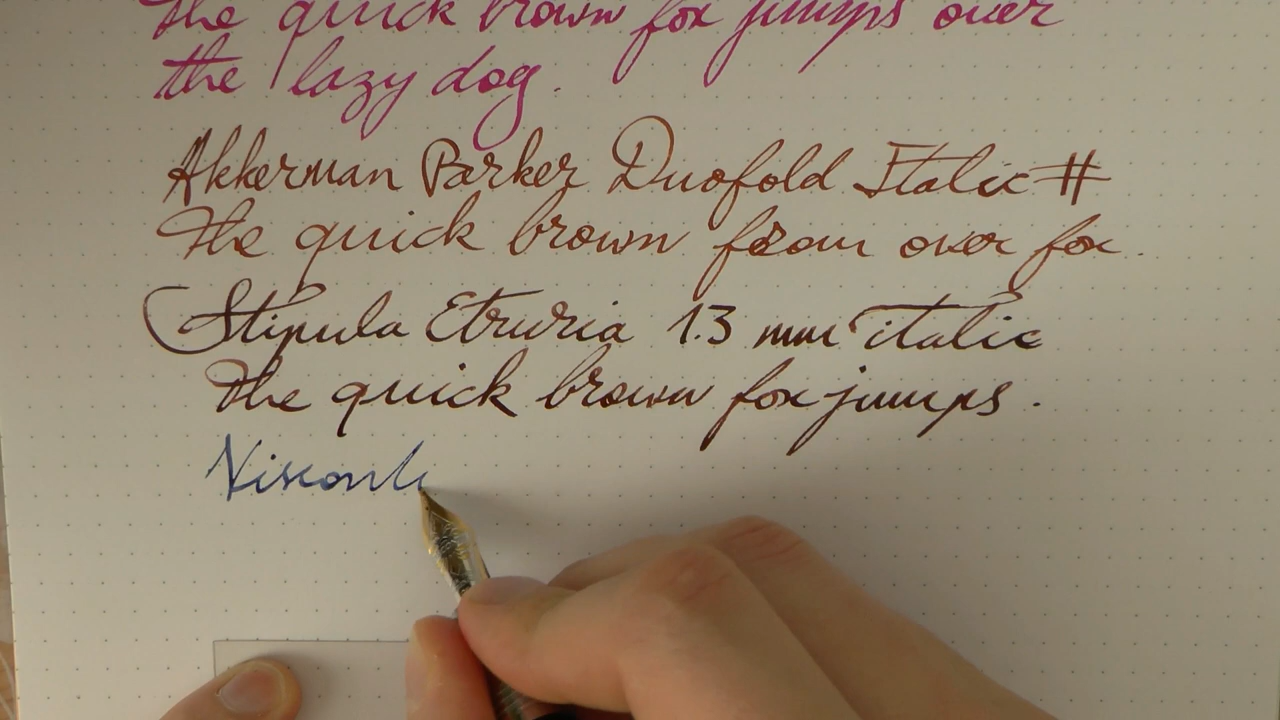 the quick brown fox jumps over
the lazy dog.
Akkerman Parker Duofold Italic #
The quick brown from over fox.
Stipula Etruria 1.3 mm italic
the quick brown fox jumps.
Visconti